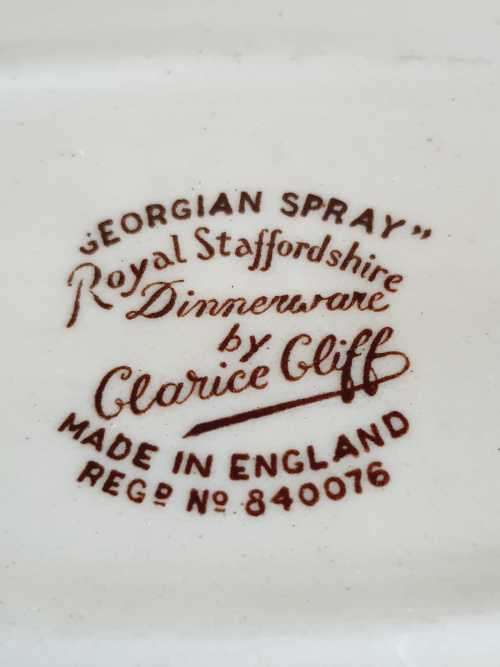 "GEORGIAN SPRAY"
Royal Staffordshire
Dinnerware
by
Clarice Cliff
MADE IN ENGLAND
REGD No 840076